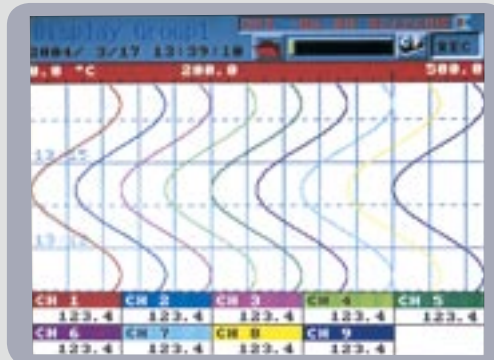 Display Group1
2004/ 3/17 13:39:10
REC
0.0 °C 200.0 500.0
CH 1 CH 2 CH 3 CH 4 CH 5
123.4 123.4 123.4 123.4 123.4
CH 6 CH 7 CH 8 CH 9
123.4 123.4 123.4 123.4